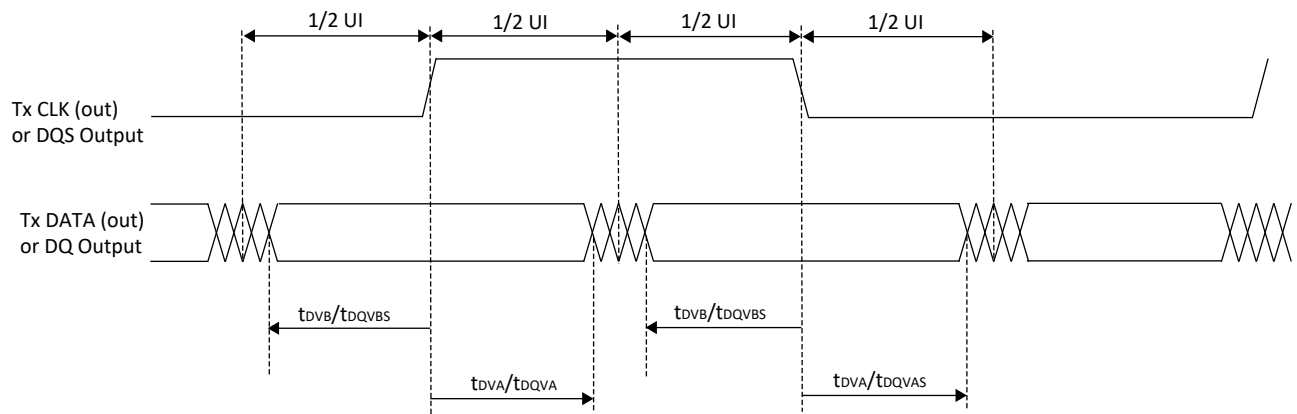 1/2 UI
1/2 UI
1/2 UI
1/2 UI
Tx CLK (out)
or DQS Output
Tx DATA (out)
or DQ Output
tDVB/tDQVBS
tDVB/tDQVBS
tDVA/tDQVA
tDVA/tDQVAS